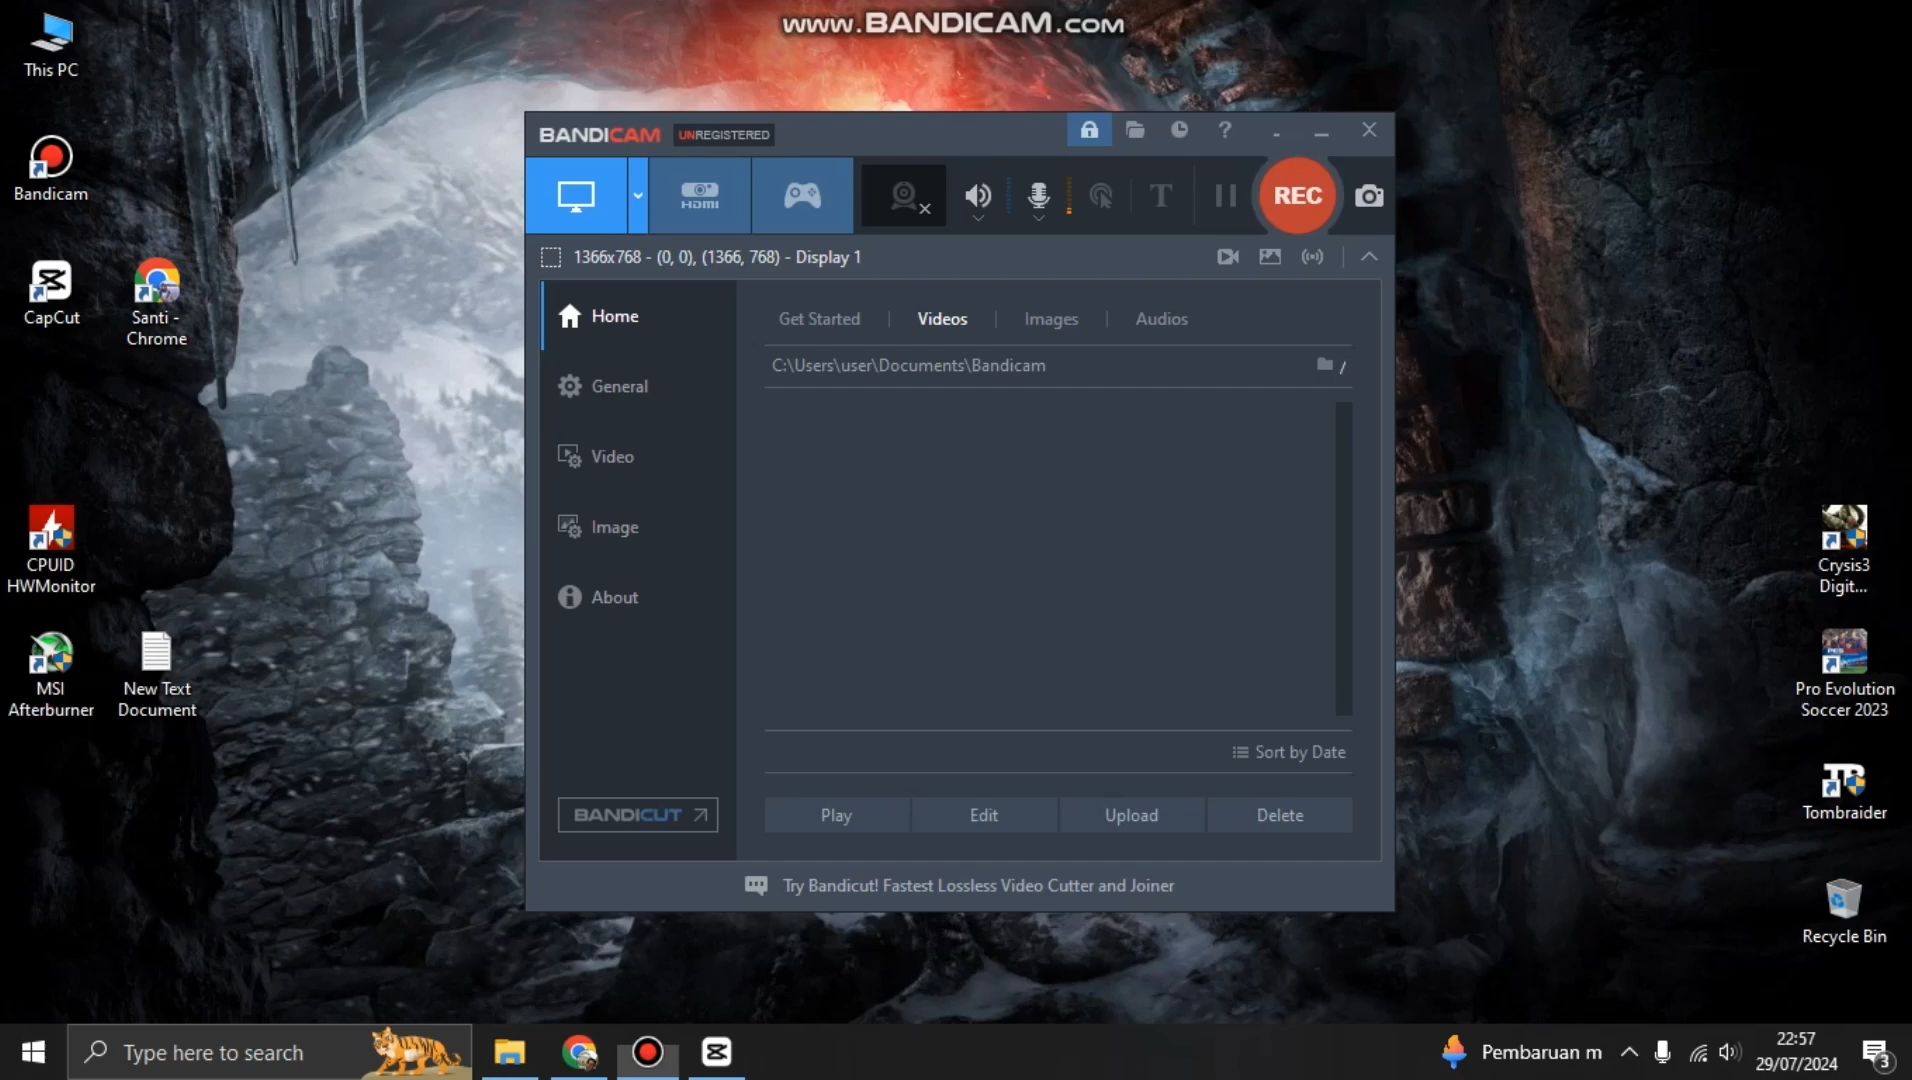 www.BANDICAM.com
This PC
Bandicam
CapCut
Santi -
Chrome
CPUID
HWMonitor
MSI
Afterburner
New Text
Document
BANDICAM UNREGISTERED
?
HDMI
T
REC
1366x768 - (0, 0), (1366, 768) - Display 1
Home
General
Video
Image
About
BANDICUT
Get Started
Videos
Images
Audios
C:\Users\user\Documents\Bandicam
/
Sort by Date
Play
Edit
Upload
Delete
Try Bandicut! Fastest Lossless Video Cutter and Joiner
Crysis3
Digit...
Pro Evolution
Soccer 2023
Tombraider
Recycle Bin
Type here to search
Pembaruan m
22:57
29/07/2024
3